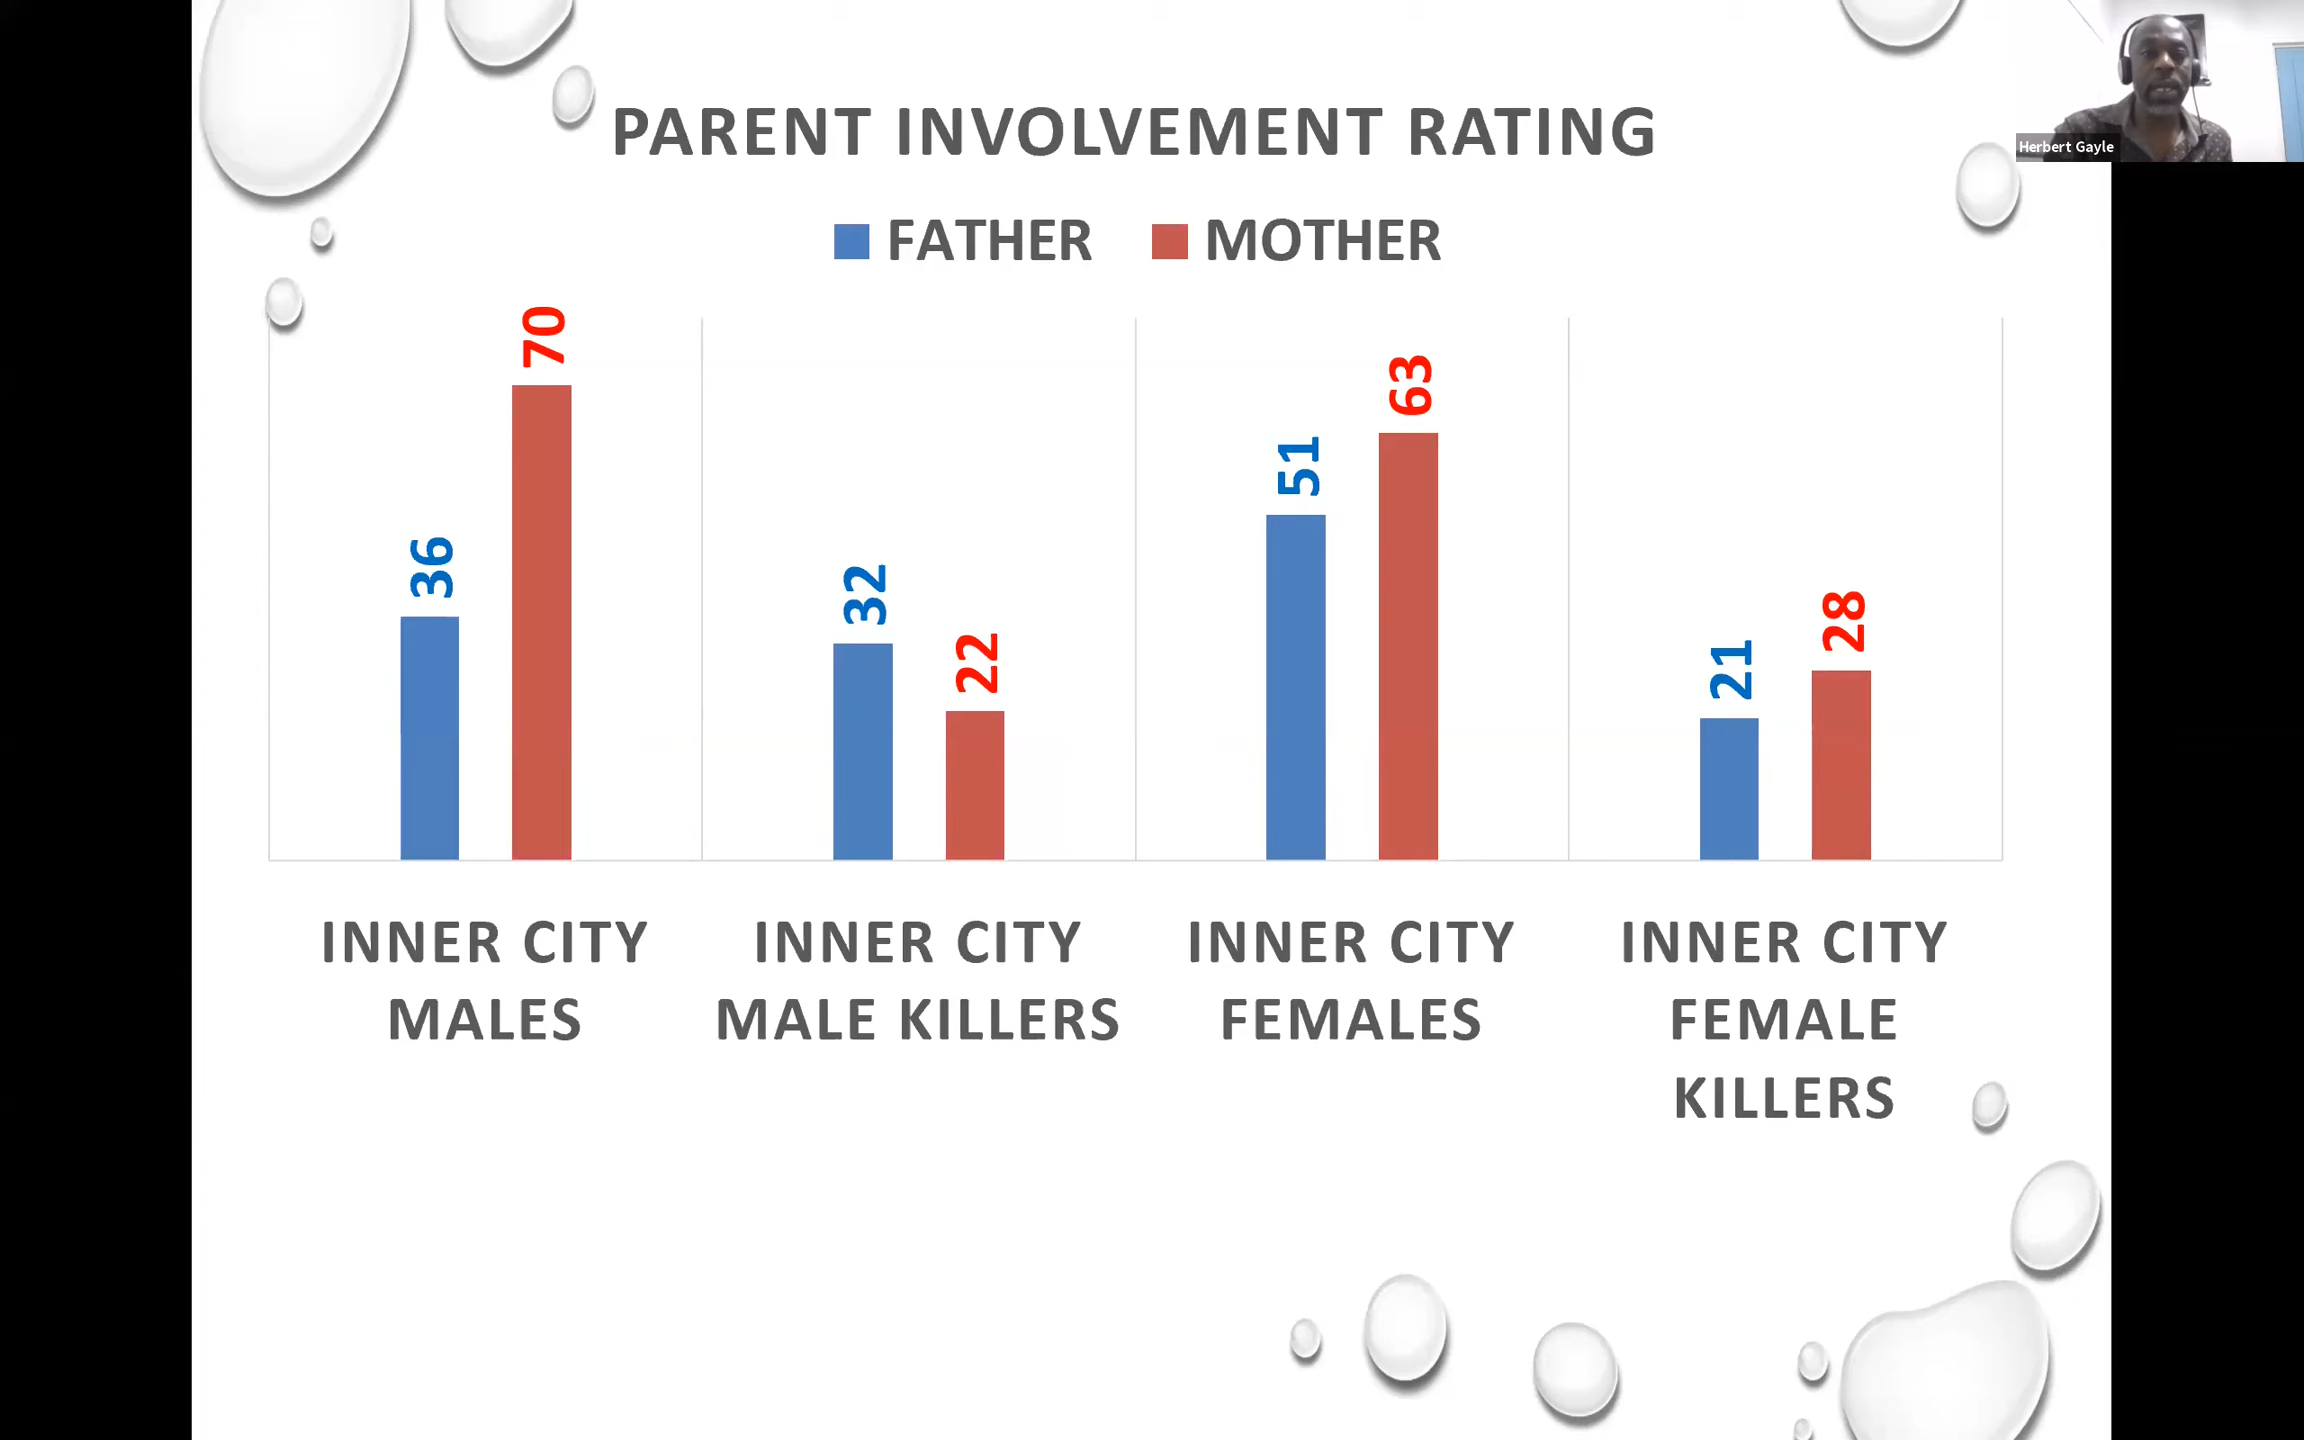 PARENT INVOLVEMENT RATING
Herbert Gayle
FATHER MOTHER
70
63
51
36
32
28
22
21
INNER CITY MALES
INNER CITY MALE KILLERS
INNER CITY FEMALES
INNER CITY FEMALE KILLERS